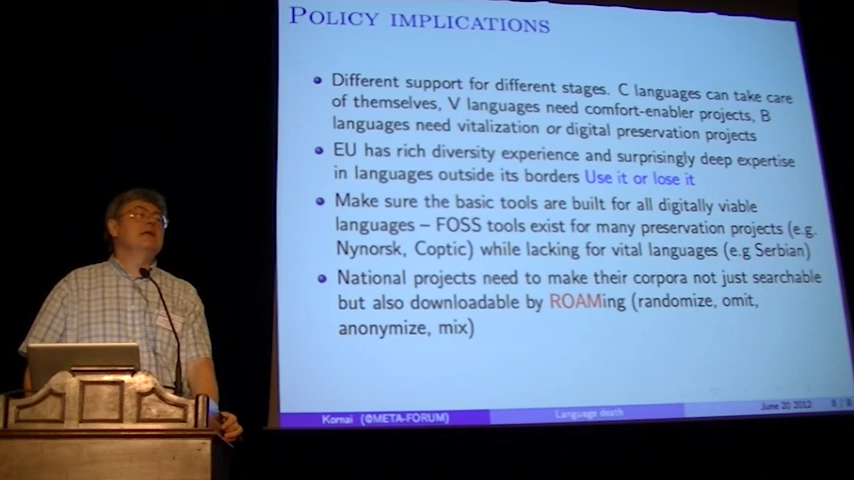 POLICY IMPLICATIONS
Different support for different stages. C languages can take care
of themselves, V languages need comfort-enabler projects, B
languages need vitalization or digital preservation projects
EU has rich diversity experience and surprisingly deep expertise
in languages outside its borders Use it or lose it
Make sure the basic tools are built for all digitally viable
languages – FOSS tools exist for many preservation projects (e.g.
Nynorsk, Coptic) while lacking for vital languages (e.g Serbian)
National projects need to make their corpora not just searchable
but also downloadable by ROAMing (randomize, omit,
anonymize, mix)
Kornai (@META-FORUM) Language death June 20 2012 8 / 8